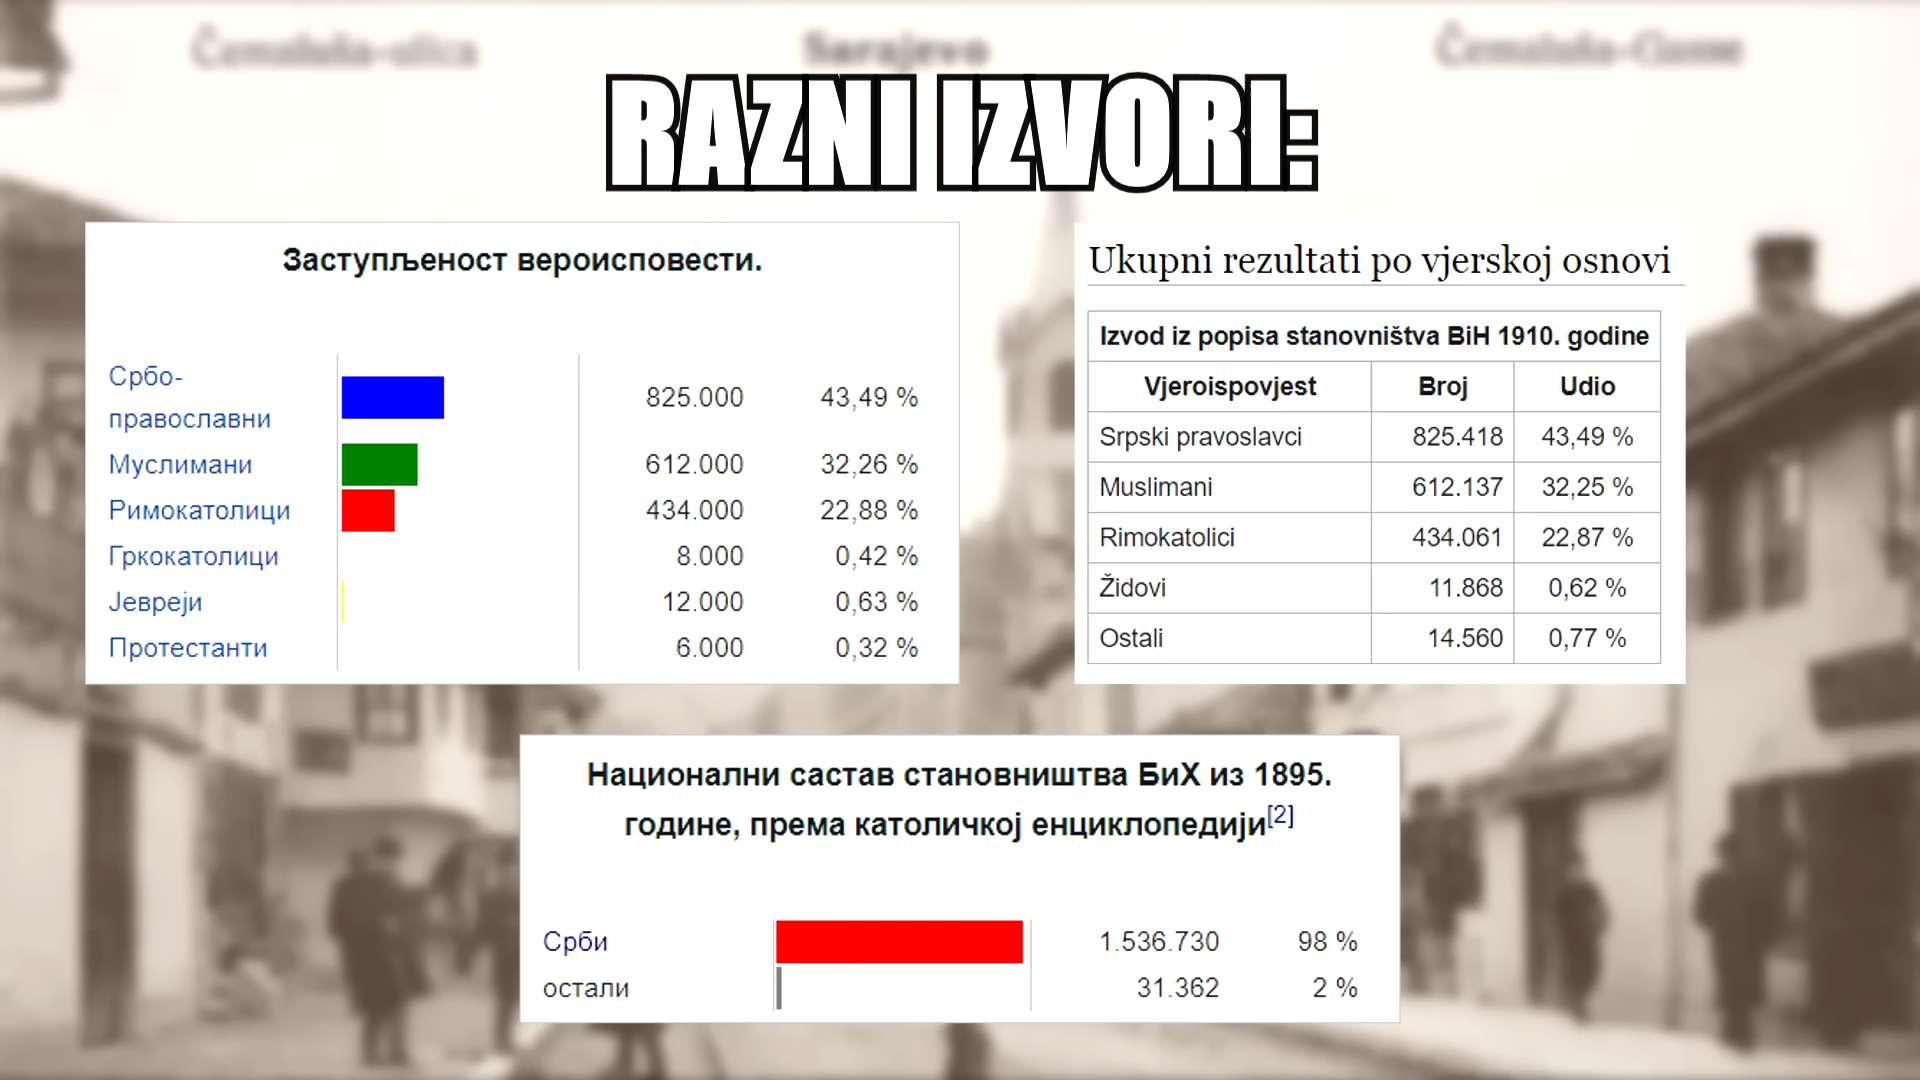 Čemaluša-ulica
Sarajevo
Čemaluša-Gasse
RAZNI IZVORI:
Заступљеност вероисповести.
Србо-
православни 825.000 43,49 %
Муслимани 612.000 32,26 %
Римокатолици 434.000 22,88 %
Гркокатолици 8.000 0,42 %
Јевреји 12.000 0,63 %
Протестанти 6.000 0,32 %
Ukupni rezultati po vjerskoj osnovi
Izvod iz popisa stanovništva BiH 1910. godine
Vjeroispovjest Broj Udio
Srpski pravoslavci 825.418 43,49 %
Muslimani 612.137 32,25 %
Rimokatolici 434.061 22,87 %
Židovi 11.868 0,62 %
Ostali 14.560 0,77 %
Национални састав становништва БиХ из 1895.
године, према католичкој енциклопедији[2]
Срби 1.536.730 98 %
остали 31.362 2 %